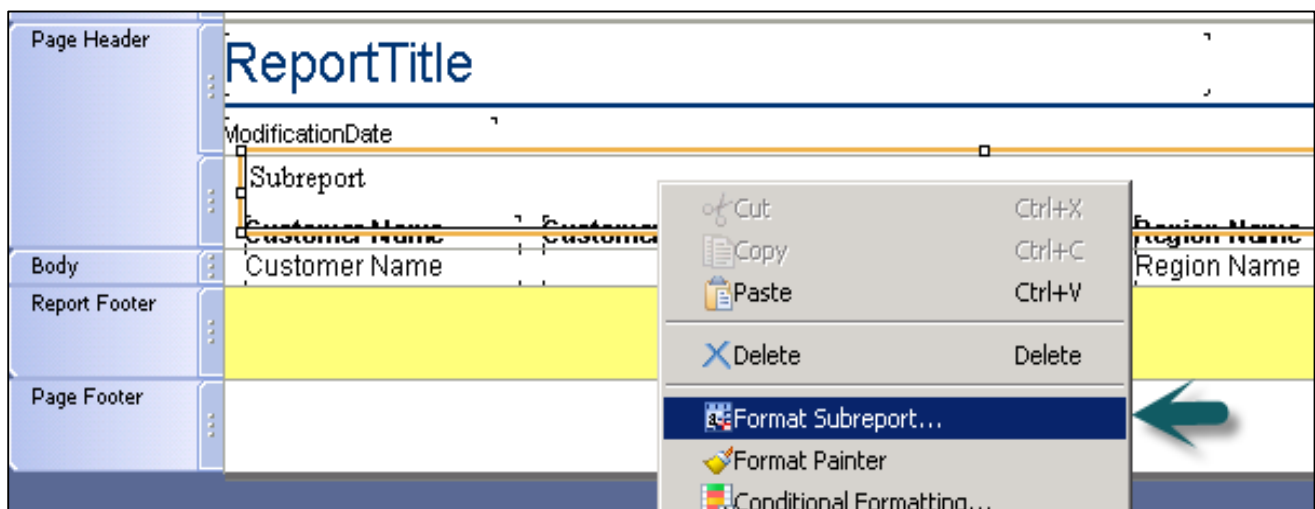 Page Header
ReportTitle
ModificationDate
Subreport
Customer Name Customer Region Name
Body Customer Name Region Name
Report Footer
Page Footer
Cut Ctrl+X
Copy Ctrl+C
Paste Ctrl+V
Delete Delete
Format Subreport...
Format Painter
Conditional Formatting...